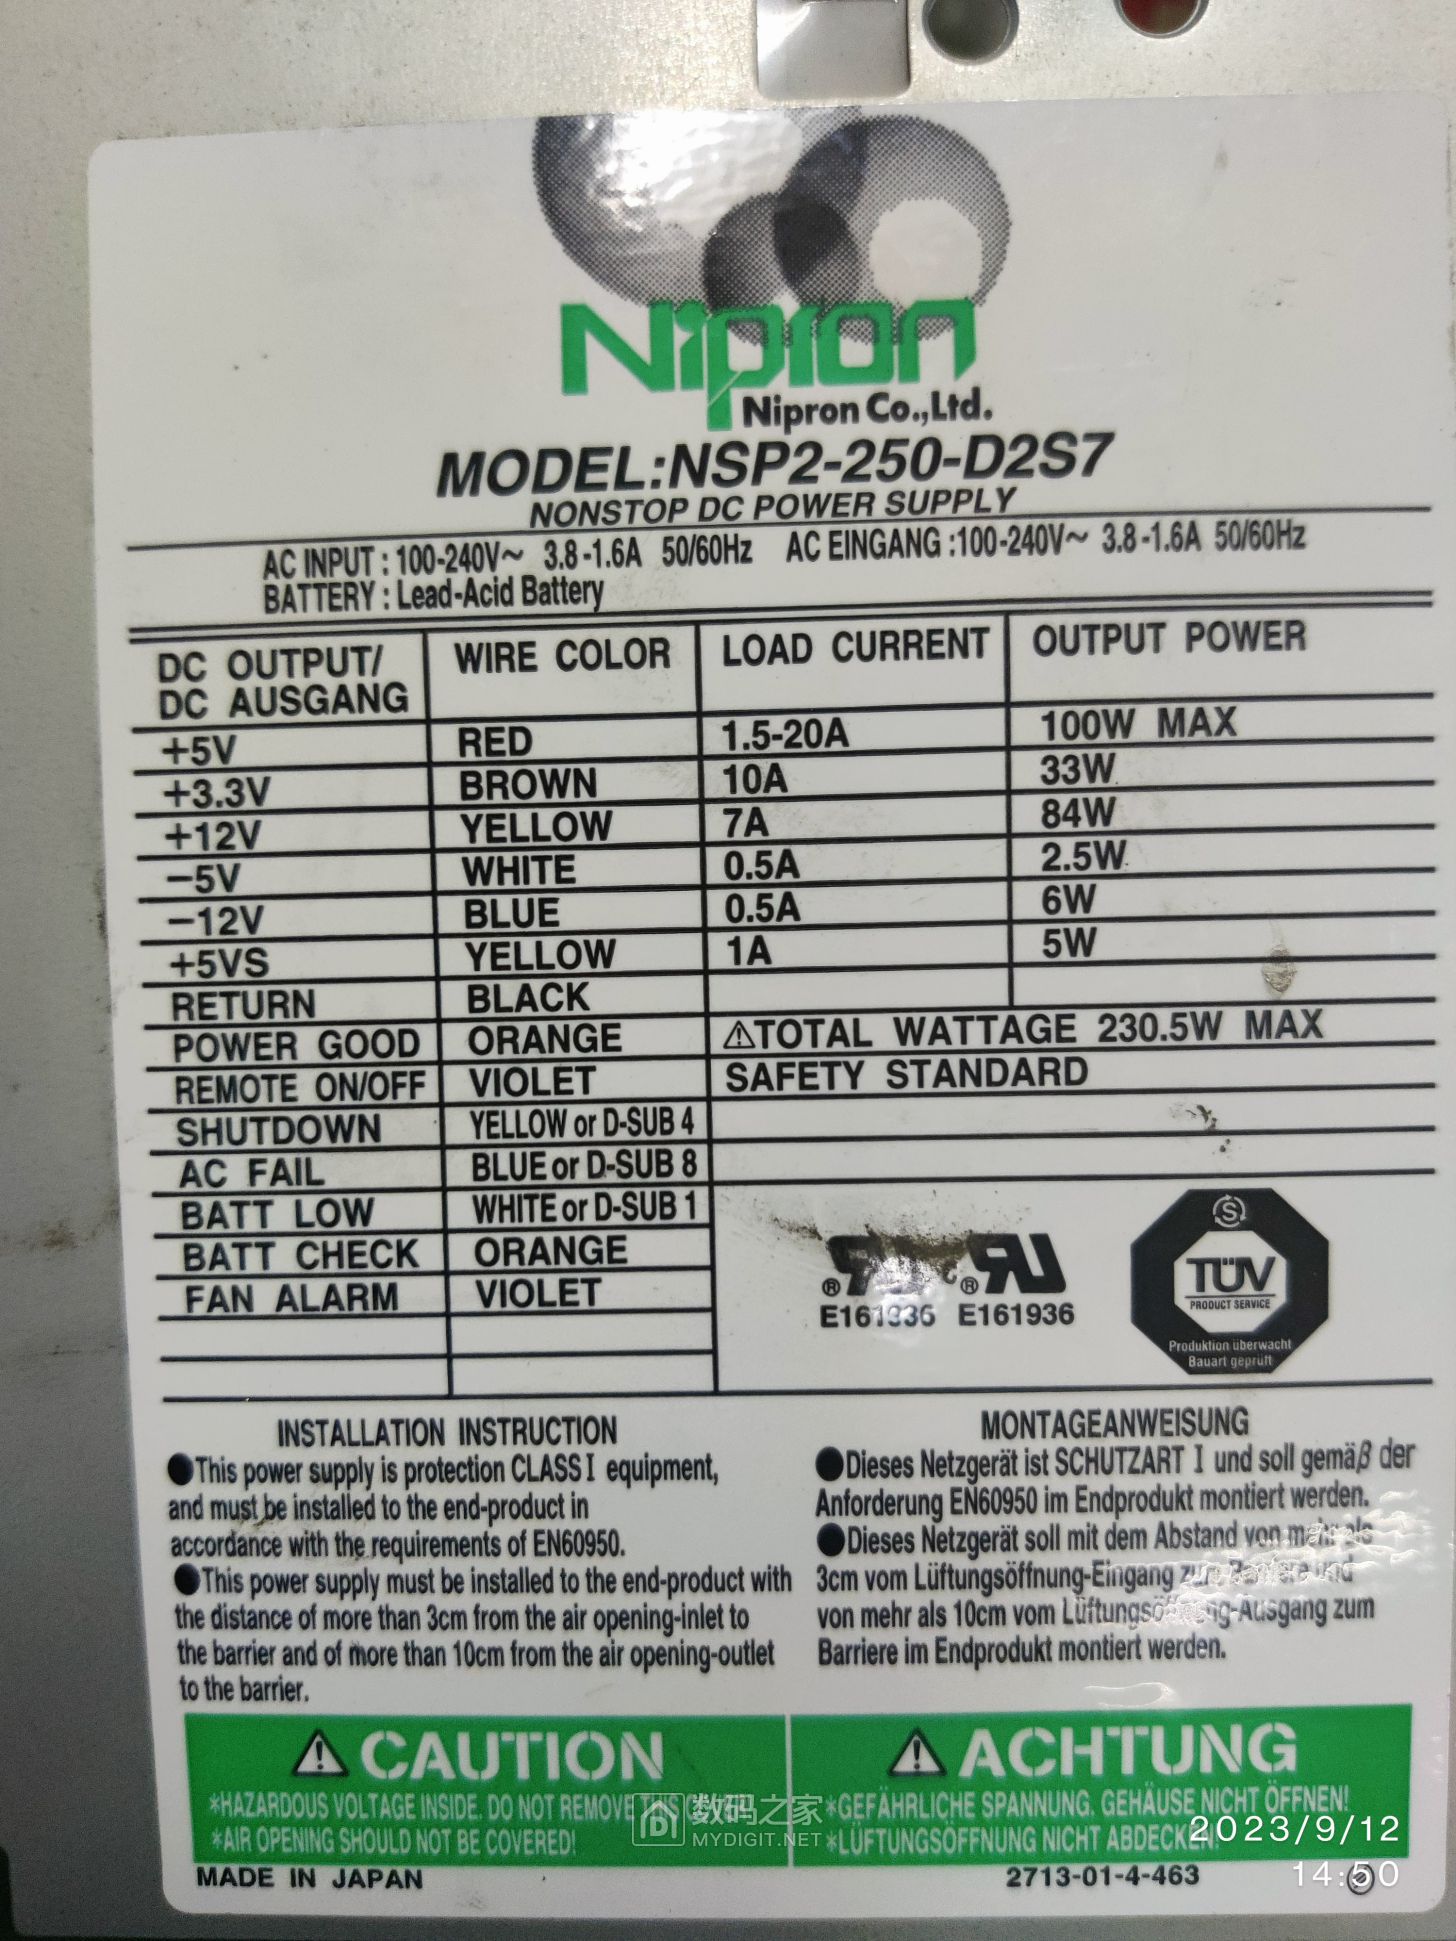 Nipron
Nipron Co.,Ltd.
MODEL:NSP2-250-D2S7
NONSTOP DC POWER SUPPLY
AC INPUT : 100-240V~ 3.8-1.6A 50/60Hz AC EINGANG :100-240V~ 3.8-1.6A 50/60Hz
BATTERY : Lead-Acid Battery
DC OUTPUT/ WIRE COLOR LOAD CURRENT OUTPUT POWER
DC AUSGANG
+5V RED 1.5-20A 100W MAX
+3.3V BROWN 10A 33W
+12V YELLOW 7A 84W
−5V WHITE 0.5A 2.5W
−12V BLUE 0.5A 6W
+5VS YELLOW 1A 5W
RETURN BLACK
POWER GOOD ORANGE ⚠TOTAL WATTAGE 230.5W MAX
REMOTE ON/OFF VIOLET SAFETY STANDARD
SHUTDOWN YELLOW or D-SUB 4
AC FAIL BLUE or D-SUB 8
BATT LOW WHITE or D-SUB 1
BATT CHECK ORANGE
FAN ALARM VIOLET
® ®
E161936 E161936
S
TÜV
PRODUCT SERVICE
Produktion überwacht
Bauart geprüft
INSTALLATION INSTRUCTION
●This power supply is protection CLASS I equipment,
and must be installed to the end-product in
accordance with the requirements of EN60950.
●This power supply must be installed to the end-product with
the distance of more than 3cm from the air opening-inlet to
the barrier and of more than 10cm from the air opening-outlet
to the barrier.
MONTAGEANWEISUNG
●Dieses Netzgerät ist SCHUTZART I und soll gemäβ der
Anforderung EN60950 im Endprodukt montiert werden.
●Dieses Netzgerät soll mit dem Abstand von mehr als
3cm vom Lüftungsöffnung-Eingang zur Barriere und
von mehr als 10cm vom Lüftungsöffnung-Ausgang zum
Barriere im Endprodukt montiert werden.
⚠CAUTION
*HAZARDOUS VOLTAGE INSIDE. DO NOT REMOVE THIS
*AIR OPENING SHOULD NOT BE COVERED!
⚠ACHTUNG
*GEFÄHRLICHE SPANNUNG. GEHÄUSE NICHT ÖFFNEN!
*LÜFTUNGSÖFFNUNG NICHT ABDECKEN!
数码之家
MYDIGIT.NET
MADE IN JAPAN 2713-01-4-463
2023/9/12
14:50